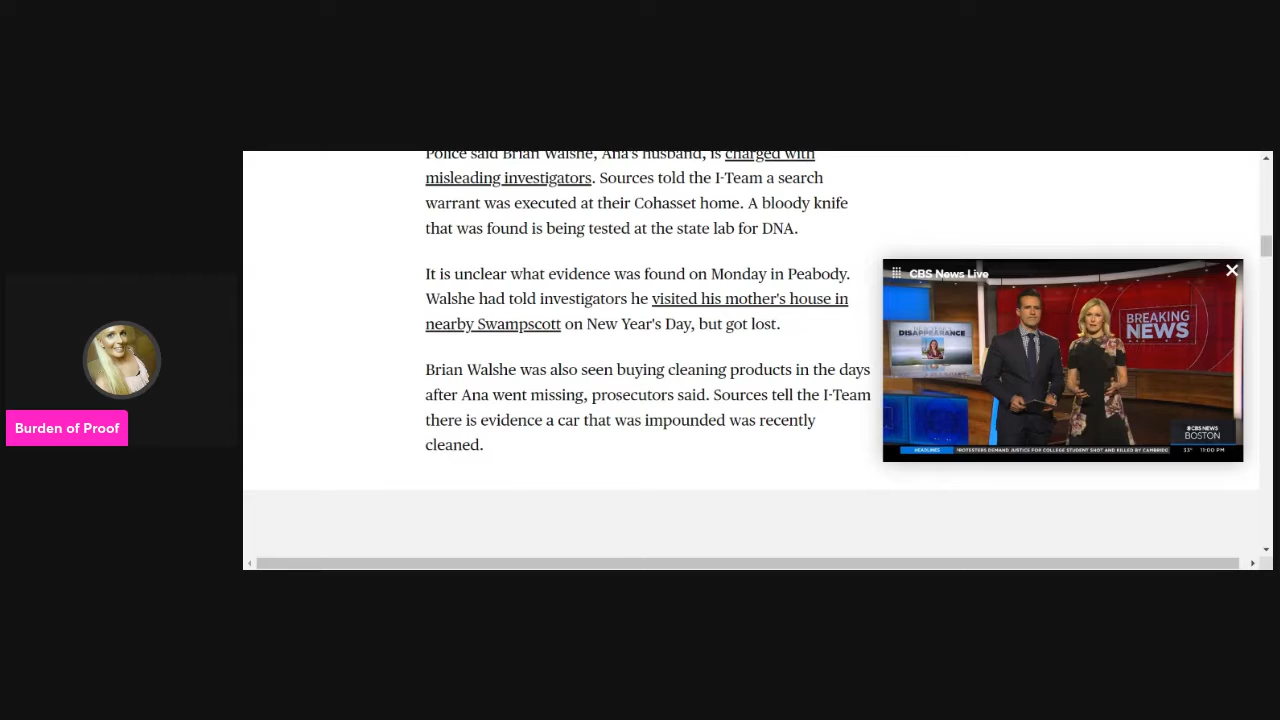 Police said Brian Walshe, Ana's husband, is charged with
misleading investigators. Sources told the I-Team a search
warrant was executed at their Cohasset home. A bloody knife
that was found is being tested at the state lab for DNA.
It is unclear what evidence was found on Monday in Peabody.
Walshe had told investigators he visited his mother's house in
nearby Swampscott on New Year's Day, but got lost.
Brian Walshe was also seen buying cleaning products in the days
after Ana went missing, prosecutors said. Sources tell the I-Team
there is evidence a car that was impounded was recently
cleaned.
CBS News Live
DISAPPEARANCE
BREAKING
NEWS
CBS NEWS
BOSTON
HEADLINES
PROTESTERS DEMAND JUSTICE FOR COLLEGE STUDENT SHOT AND KILLED BY CAMBRIDG
33° 11:00 PM
Burden of Proof